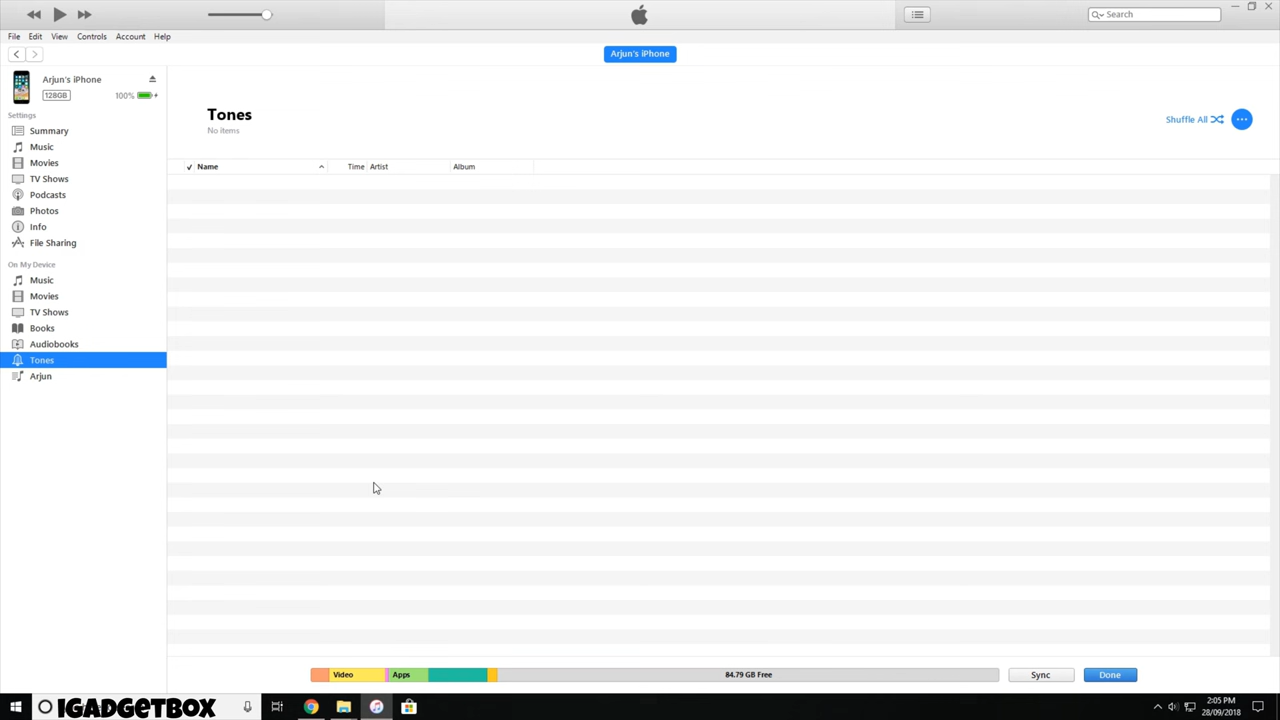 Search
File Edit View Controls Account Help
Arjun's iPhone
Arjun's iPhone
128GB 100%
Settings
Summary
Music
Movies
TV Shows
Podcasts
Photos
Info
File Sharing
On My Device
Music
Movies
TV Shows
Books
Audiobooks
Tones
Arjun
Tones
No items
Shuffle All
Name Time Artist Album
Video Apps 84.79 GB Free Sync Done
IGADGETBOX
2:05 PM
28/09/2018